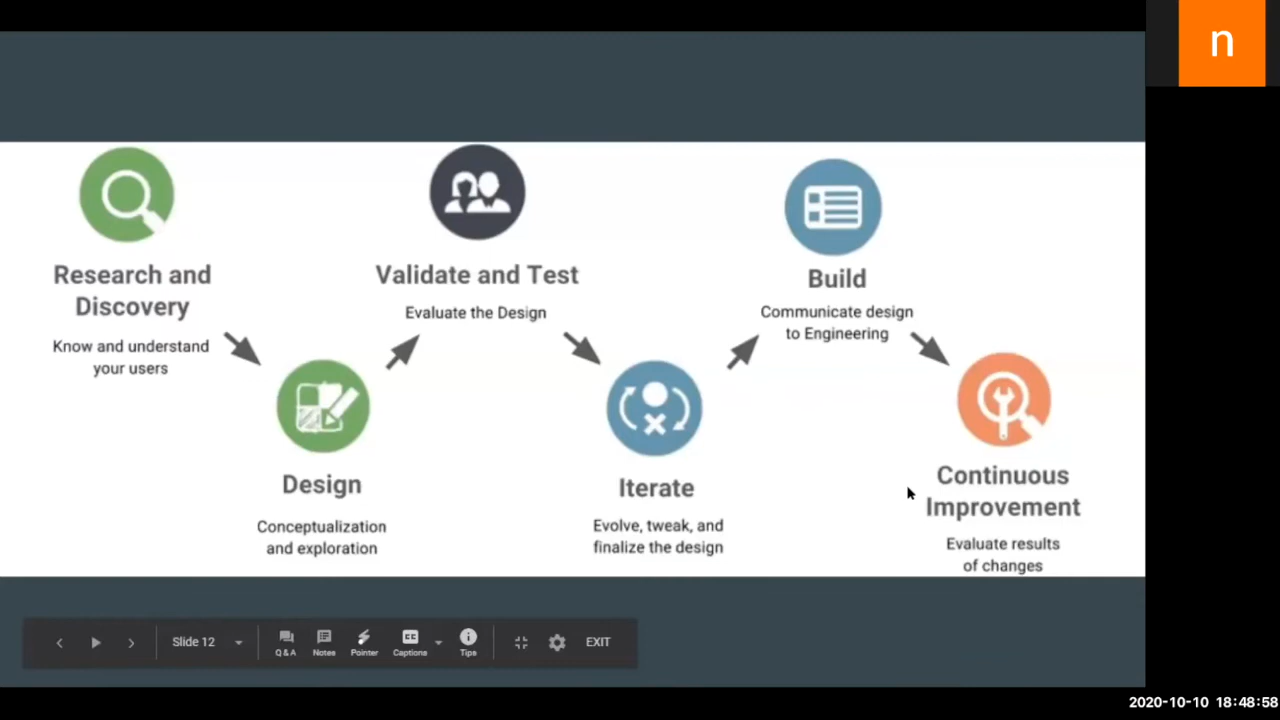 n
Research and
Discovery
Know and understand
your users
Design
Conceptualization
and exploration
Validate and Test
Evaluate the Design
Iterate
Evolve, tweak, and
finalize the design
Build
Communicate design
to Engineering
Continuous
Improvement
Evaluate results
of changes
Slide 12
Q & A
Notes
Pointer
CC
Captions
Tips
EXIT
2020-10-10 18:48:58